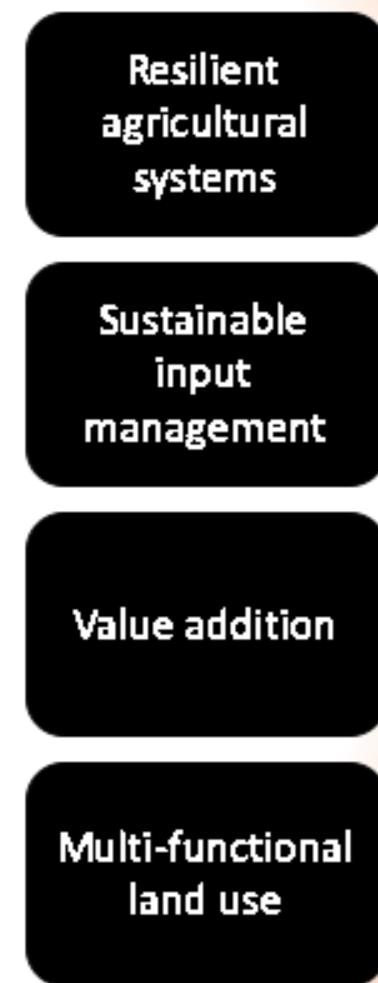 Resilient
agricultural
systems
Sustainable
input
management
Value addition
Multi-functional
land use